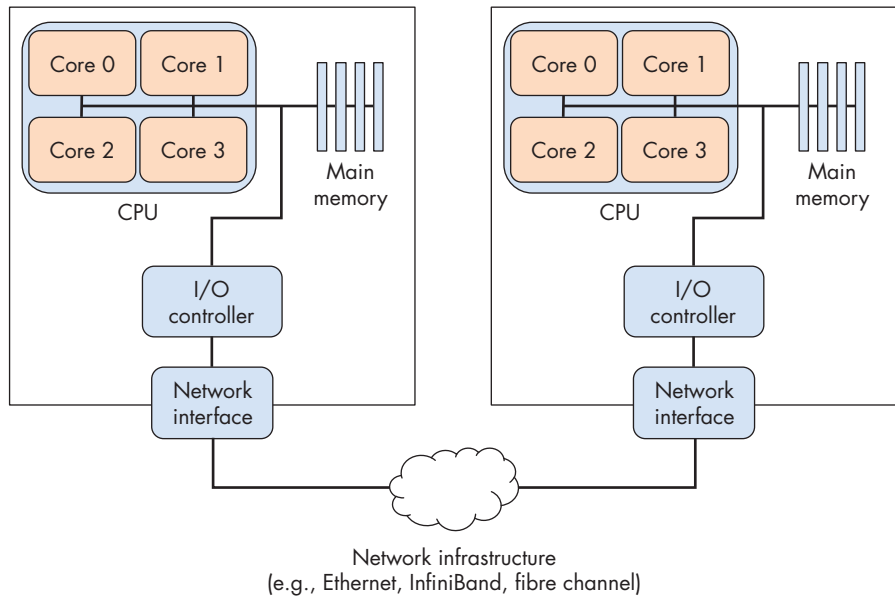 Core 0
Core 1
Core 2
Core 3
CPU
Main
memory
I/O
controller
Network
interface
Core 0
Core 1
Core 2
Core 3
CPU
Main
memory
I/O
controller
Network
interface
Network infrastructure
(e.g., Ethernet, InfiniBand, fibre channel)